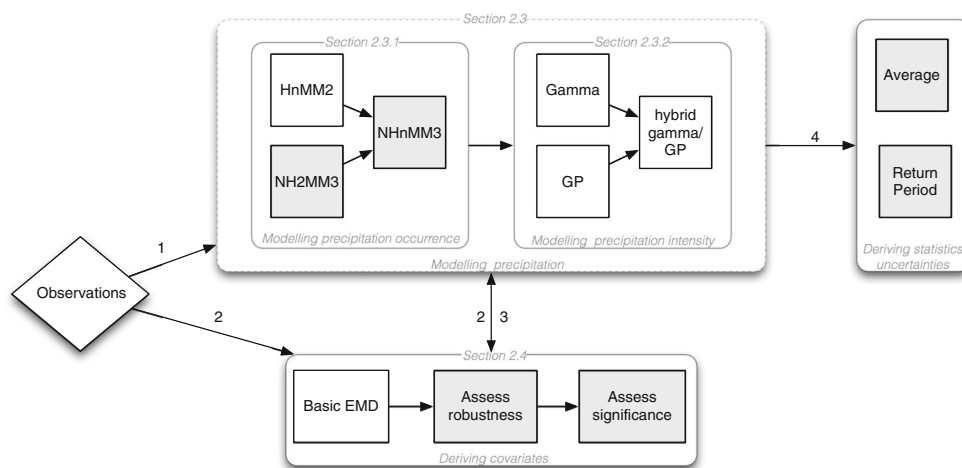 Section 2.3
Section 2.3.1
HnMM2
NHnMM3
NH2MM3
Modelling precipitation occurrence
Section 2.3.2
Gamma
hybrid
gamma/
GP
GP
Modelling precipitation intensity
Modelling precipitation
4
Average
Return
Period
Deriving statistics
uncertainties
Observations
1
2
2 3
Section 2.4
Basic EMD
Assess
robustness
Assess
significance
Deriving covariates